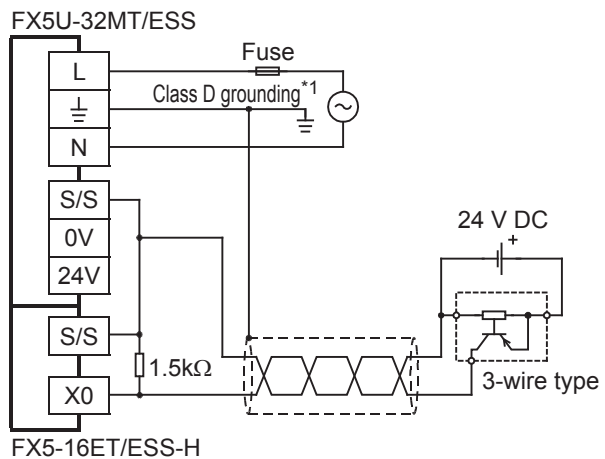 FX5U-32MT/ESS
L
Fuse
Class D grounding*1
N
S/S
0V
24V
24 V DC
+
S/S
1.5kΩ
X0
3-wire type
FX5-16ET/ESS-H